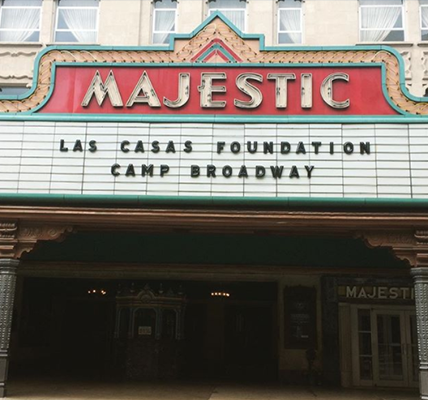 MAJESTIC
LAS CASAS FOUNDATION
CAMP BROADWAY
MAJESTIC